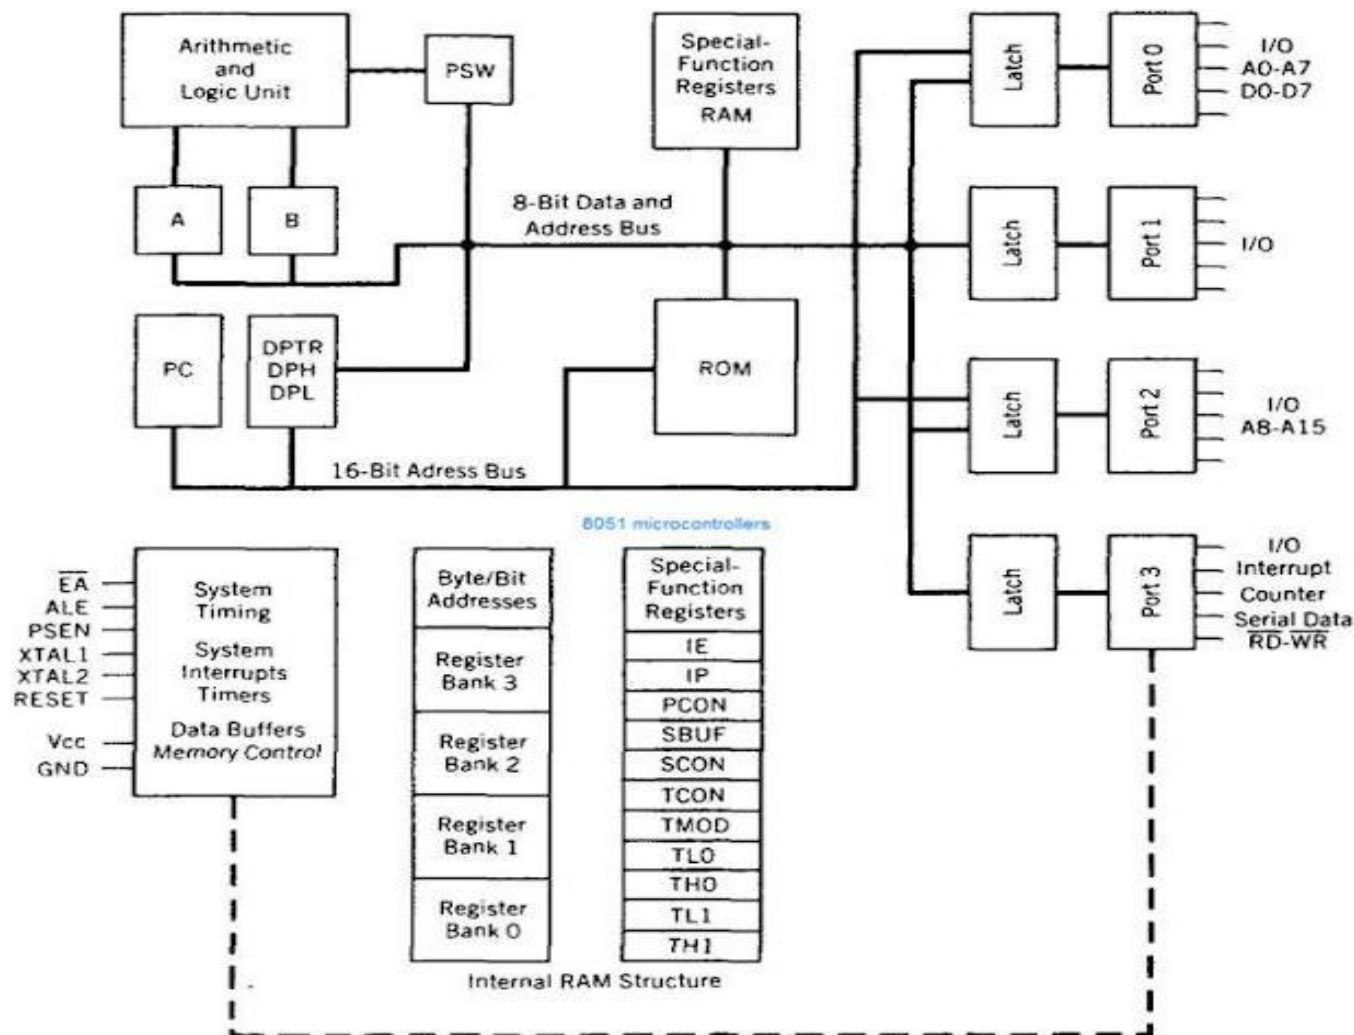 Arithmetic
and
Logic Unit
PSW
Special-
Function
Registers
RAM
Latch
Port 0
I/O
A0-A7
D0-D7
A
B
8-Bit Data and
Address Bus
Latch
Port 1
I/O
PC
DPTR
DPH
DPL
ROM
Latch
Port 2
I/O
A8-A15
16-Bit Adress Bus
8051 microcontrollers
EA
ALE
PSEN
XTAL1
XTAL2
RESET
Vcc
GND
System
Timing
System
Interrupts
Timers
Data Buffers
Memory Control
Byte/Bit
Addresses
Register
Bank 3
Register
Bank 2
Register
Bank 1
Register
Bank 0
Special-
Function
Registers
IE
IP
PCON
SBUF
SCON
TCON
TMOD
TL0
TH0
TL1
TH1
Internal RAM Structure
Latch
Port 3
I/O
Interrupt
Counter
Serial Data
RD-WR